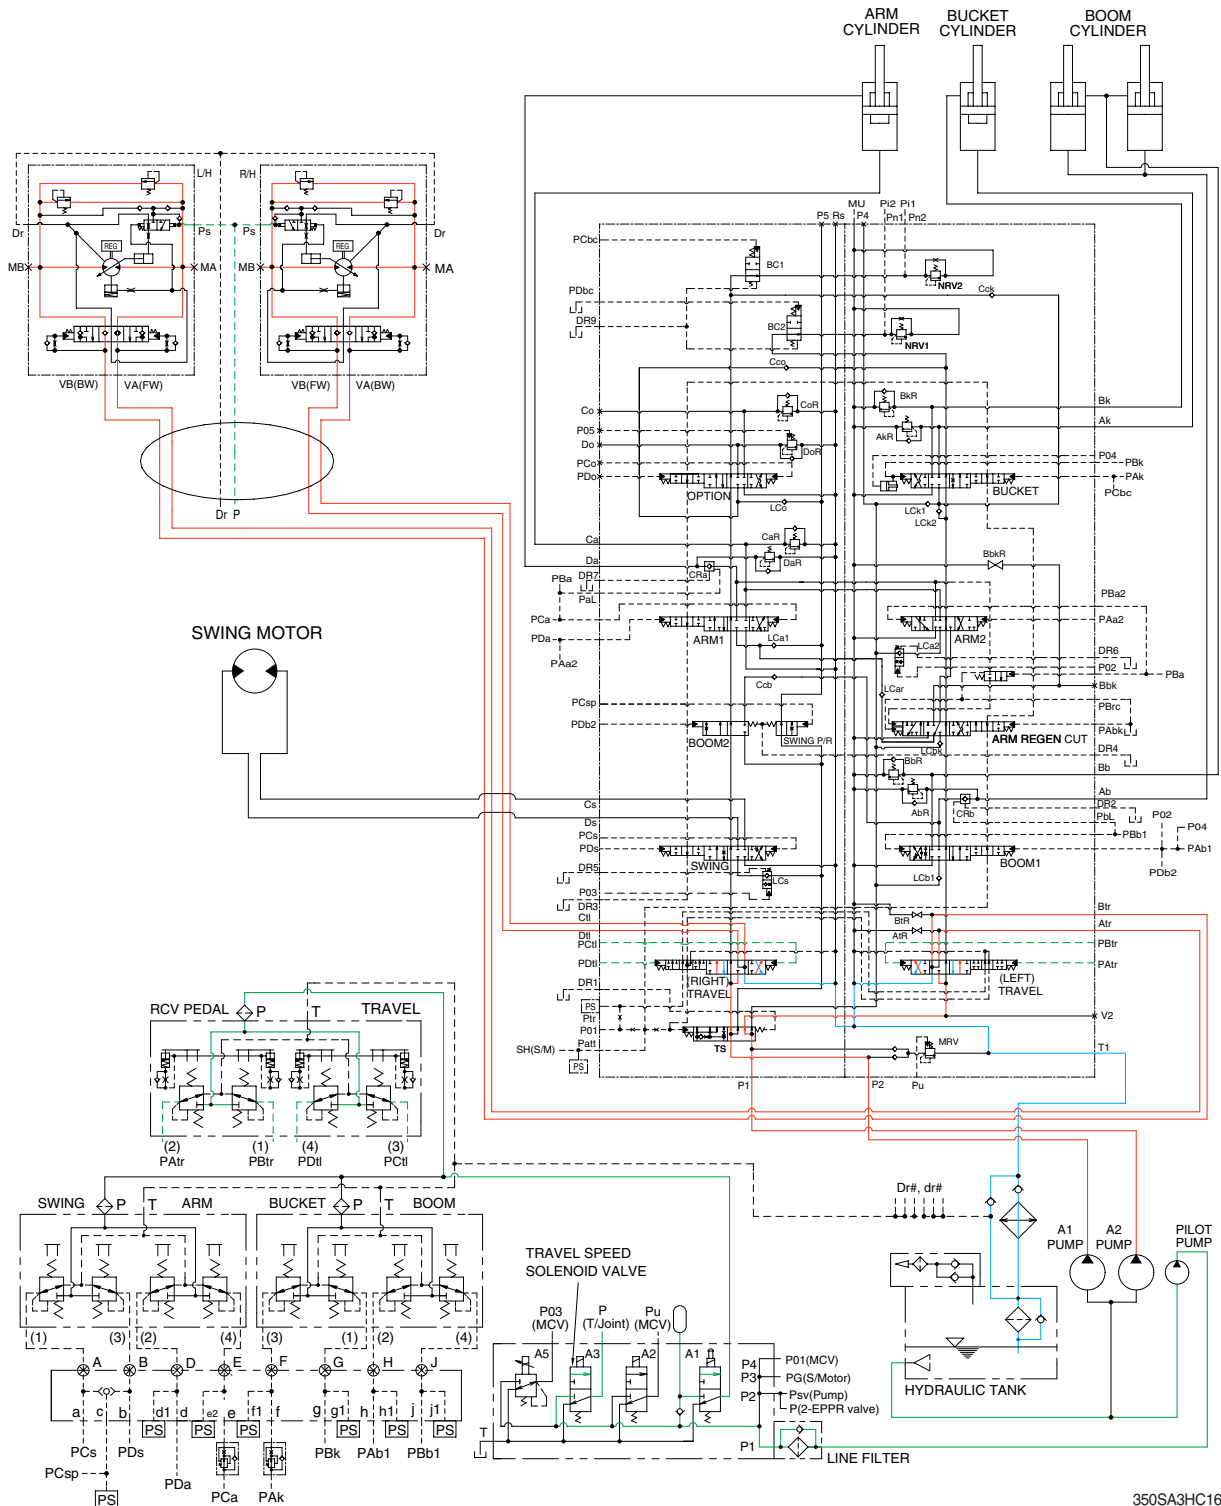 ARM
CYLINDER
BUCKET
CYLINDER
BOOM
CYLINDER
L/H
R/H
Dr
Ps
Ps
Dr
REG
REG
MB
MA
MB
MA
VB(BW)
VA(FW)
VB(FW)
VA(BW)
Dr P
P5 Rs
MU
P4
Pi2
Pn1
Pi1
Pn2
PCbc
BC1
PDbc
DR9
BC2
NRV2
Cck
NRV1
Cco
Co
CoR
P05
Do
DoR
PCo
PDo
OPTION
LCo
BkR
Bk
AkR
Ak
P04
PBk
PAk
PCbc
BUCKET
LCk1
LCk2
Ca
CaR
Da
DaR
CRa
PBa
DR7
PaL
PCa
PDa
PAa2
ARM1
LCa1
BbkR
PBa2
PAa2
ARM2
LCa2
DR6
P02
PBa
Bbk
LCar
Ccb
PCsp
PDb2
BOOM2
SWING P/R
PBrc
PAbk
ARM REGEN CUT
LCbk
DR4
BbR
Bb
Ab
AbR
CRb
DR2
PbL
PBb1
P02
P04
PAb1
PDb2
BOOM1
LCb1
SWING MOTOR
Cs
Ds
PCs
PDs
SWING
DR5
LCs
P03
DR3
Ctl
Dtl
PCtl
PDtl
(RIGHT)
TRAVEL
DR1
PS
Ptr
P01
Patt
SH(S/M)
PS
TS
BtR
AtR
Btr
Atr
PBtr
PAtr
(LEFT)
TRAVEL
V2
MRV
T1
P1
P2
Pu
RCV PEDAL
P
T
TRAVEL
(2)
PAtr
(1)
PBtr
(4)
PDtl
(3)
PCtl
SWING
P
T
ARM
BUCKET
P
T
BOOM
(1)
(3)
(2)
(4)
(3)
(1)
(2)
(4)
A
B
D
E
F
G
H
J
a
c
b
d1
d
e2
e
f1
f
g
g1
h
h1
j
j1
PS
PS
PS
PS
PS
PCs
PDs
PBk
PAb1
PBb1
PCsp
PDa
PS
PCa
PAk
TRAVEL SPEED
SOLENOID VALVE
P03
(MCV)
P
(T/Joint)
Pu
(MCV)
A5
A3
A2
A1
P4
P01(MCV)
P3
PG(S/Motor)
P2
Psv(Pump)
P(2-EPPR valve)
T
P1
LINE FILTER
Dr#, dr#
A1
PUMP
A2
PUMP
PILOT
PUMP
HYDRAULIC TANK
350SA3HC16